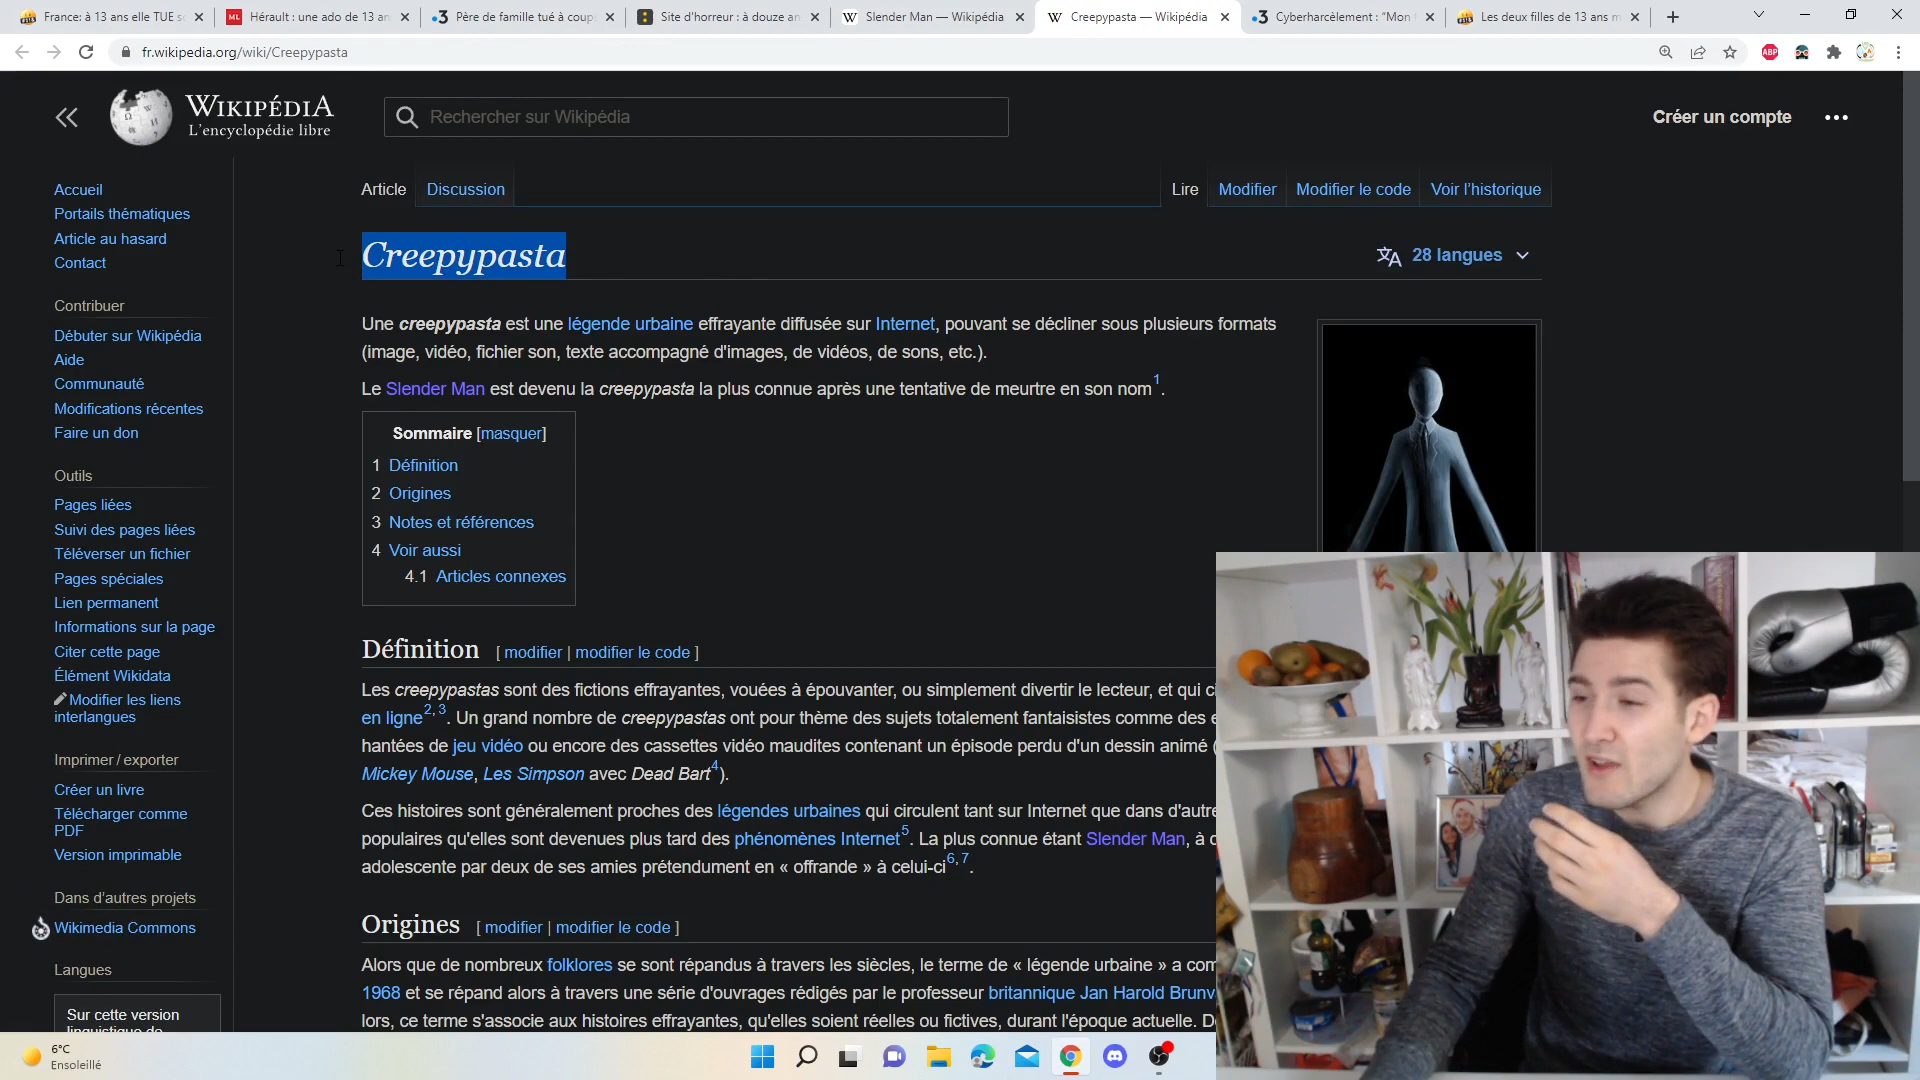 France: à 13 ans elle TUE
Hérault : une ado de 13 an
Père de famille tué à coup
Site d'horreur : à douze an
Slender Man — Wikipédia
Creepypasta — Wikipédia
Cyberharcèlement : "Mon
Les deux filles de 13 ans m
fr.wikipedia.org/wiki/Creepypasta
ABP
WIKIPÉDIA
L'encyclopédie libre
Rechercher sur Wikipédia
Créer un compte
Article
Discussion
Lire
Modifier
Modifier le code
Voir l'historique
Accueil
Portails thématiques
Article au hasard
Contact
Contribuer
Débuter sur Wikipédia
Aide
Communauté
Modifications récentes
Faire un don
Outils
Pages liées
Suivi des pages liées
Téléverser un fichier
Pages spéciales
Lien permanent
Informations sur la page
Citer cette page
Élément Wikidata
Modifier les liens
interlangues
Imprimer / exporter
Créer un livre
Télécharger comme
PDF
Version imprimable
Dans d'autres projets
Wikimedia Commons
Langues
Sur cette version
linguistique de
Creepypasta
28 langues
Une creepypasta est une légende urbaine effrayante diffusée sur Internet, pouvant se décliner sous plusieurs formats
(image, vidéo, fichier son, texte accompagné d'images, de vidéos, de sons, etc.).
Le Slender Man est devenu la creepypasta la plus connue après une tentative de meurtre en son nom1.
Sommaire [masquer]
1 Définition
2 Origines
3 Notes et références
4 Voir aussi
4.1 Articles connexes
Définition [ modifier | modifier le code ]
Les creepypastas sont des fictions effrayantes, vouées à épouvanter, ou simplement divertir le lecteur, et qui ci
en ligne2, 3. Un grand nombre de creepypastas ont pour thème des sujets totalement fantaisistes comme des e
hantées de jeu vidéo ou encore des cassettes vidéo maudites contenant un épisode perdu d'un dessin animé (
Mickey Mouse, Les Simpson avec Dead Bart4).
Ces histoires sont généralement proches des légendes urbaines qui circulent tant sur Internet que dans d'autre
populaires qu'elles sont devenues plus tard des phénomènes Internet5. La plus connue étant Slender Man, à c
adolescente par deux de ses amies prétendument en « offrande » à celui-ci6, 7.
Origines [ modifier | modifier le code ]
Alors que de nombreux folklores se sont répandus à travers les siècles, le terme de « légende urbaine » a com
1968 et se répand alors à travers une série d'ouvrages rédigés par le professeur britannique Jan Harold Brunv
lors, ce terme s'associe aux histoires effrayantes, qu'elles soient réelles ou fictives, durant l'époque actuelle. D
6°C
Ensoleillé